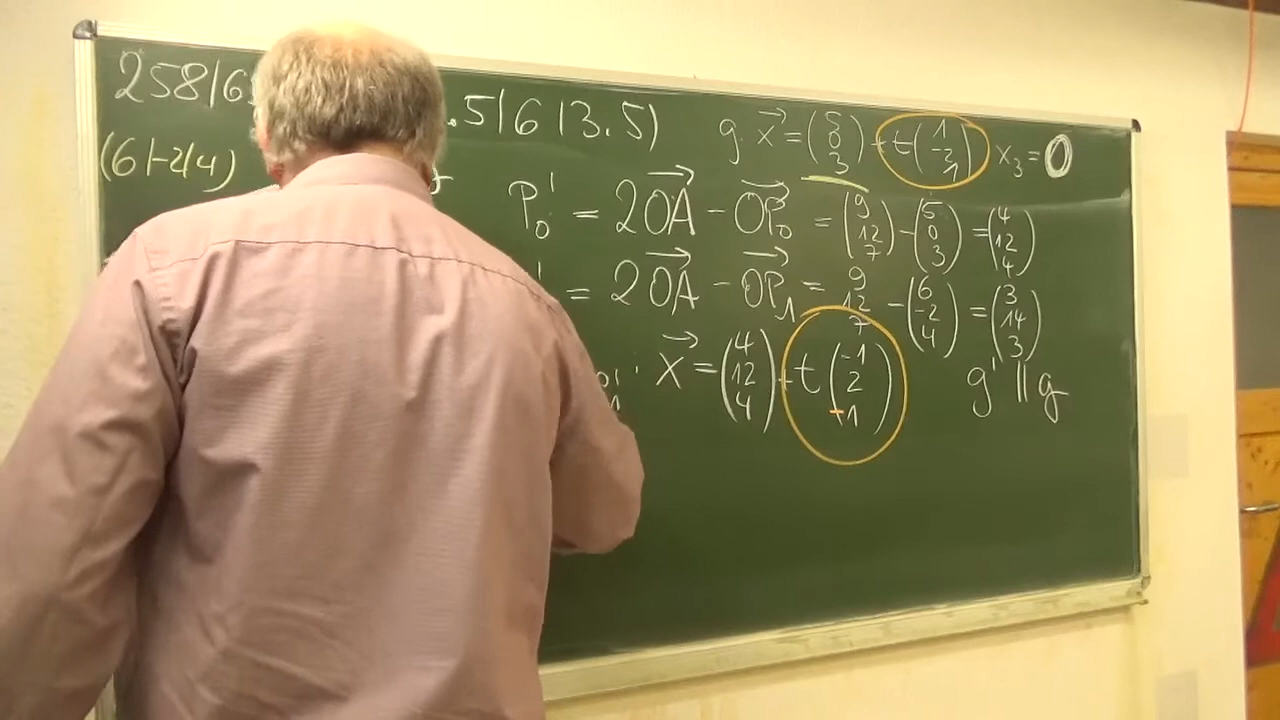 258/6 .5|6|3.5) g: x⃗ = (5 0 3) + t(1 -3 1) x₃ = 0
(6|-2|4)
P₀' = 2OA⃗ - OP₀⃗ = (9 12 7) - (5 0 3) = (4 12 4)
' = 2OA⃗ - OP₁⃗ = 9 12 7 - (6 -2 4) = (3 14 3)
x⃗ = (4 12 4) + t(-1 2 -1) g' || g